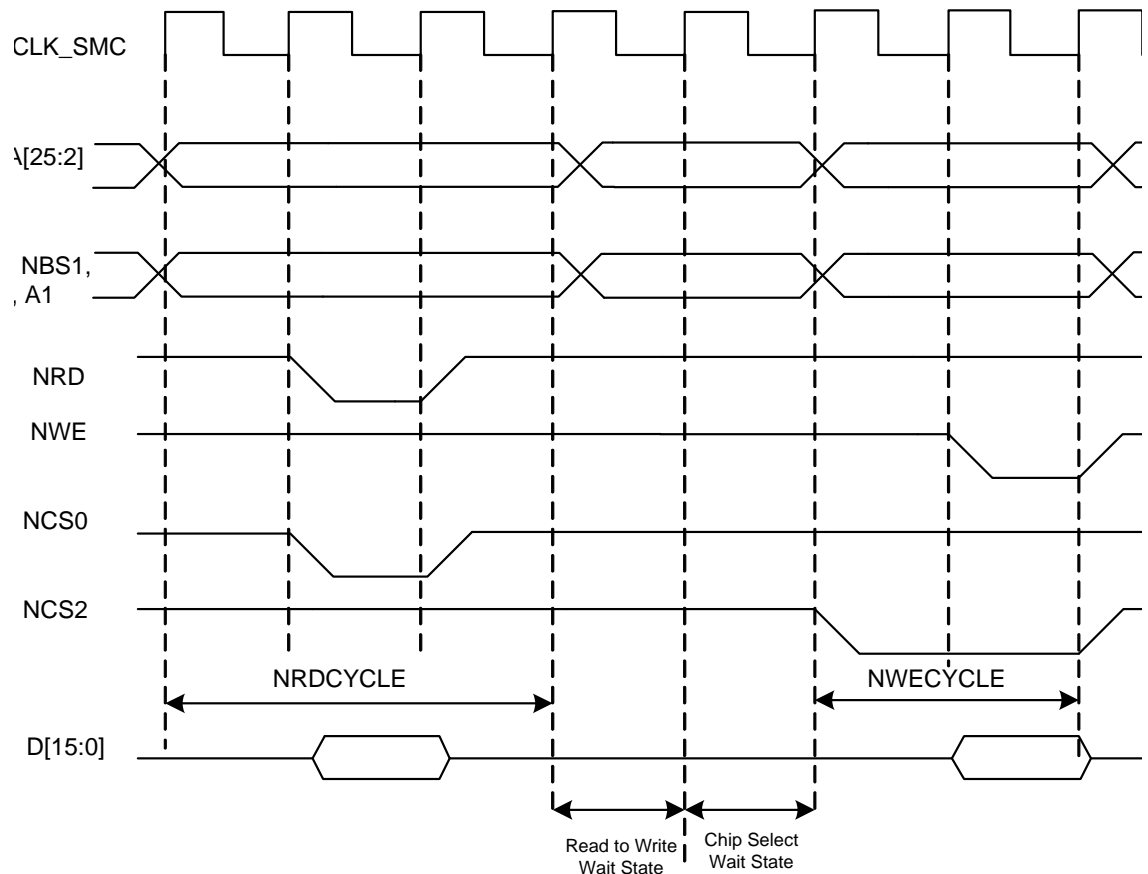 CLK_SMC
A[25:2]
NBS1,
, A1
NRD
NWE
NCS0
NCS2
NRDCYCLE
NWECYCLE
D[15:0]
Read to Write
Wait State
Chip Select
Wait State